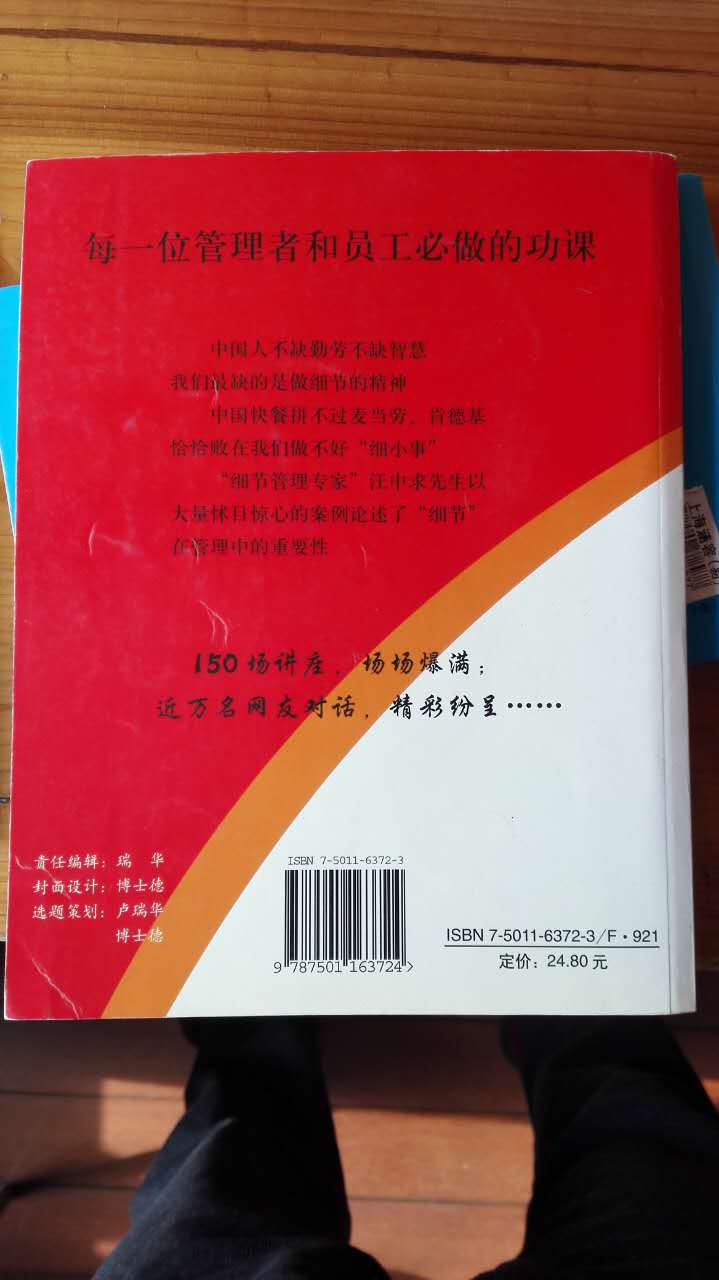 每一位管理者和员工必做的功课
中国人不缺勤劳不缺智慧
我们最缺的是做细节的精神
中国快餐拼不过麦当劳，肯德基
恰恰败在我们做不好“细小事”
“细节管理专家”汪中求先生以
大量怵目惊心的案例论述了“细节”
在管理中的重要性
150场讲座，场场爆满；
近万名网友对话，精彩纷呈……
责任编辑：瑞 华
封面设计：博士德
选题策划：卢瑞华
博士德
ISBN 7-5011-6372-3
9 787501 163724>
ISBN 7-5011-6372-3/F·921
定价：24.80 元
上海